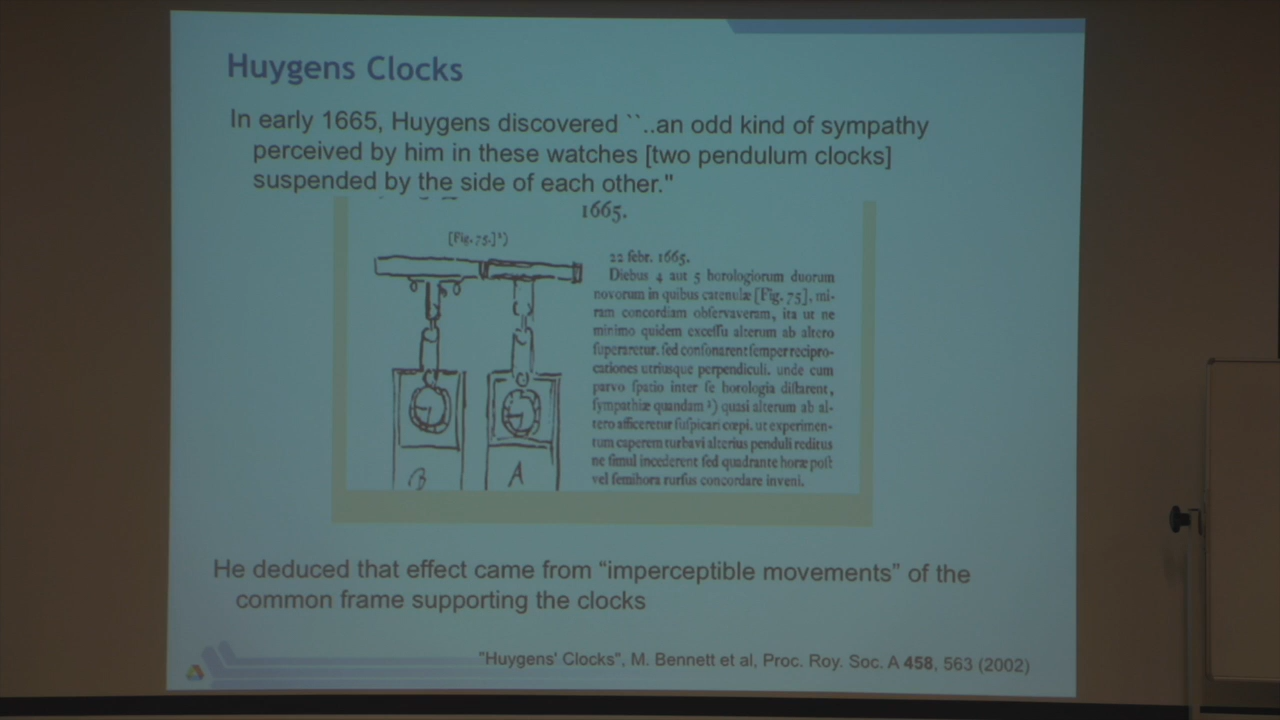 Huygens Clocks
In early 1665, Huygens discovered ``..an odd kind of sympathy
perceived by him in these watches [two pendulum clocks]
suspended by the side of each other."
1665.
[Fig. 75.]¹)
22 febr. 1665.
Diebus 4 aut 5 horologiorum duorum
novorum in quibus catenulæ [Fig. 75], mi-
ram concordiam obſervaveram, ita ut ne
minimo quidem exceſſu alterum ab altero
ſuperaretur. ſed conſonarent ſemper recipro-
cationes utriusque perpendiculi. unde cum
parvo ſpatio inter ſe horologia diſtarent,
ſympathiæ quandam ²) quasi alterum ab al-
tero afficeretur ſuſpicari cœpi. ut experimen-
tum caperem turbavi alterius penduli reditus
ne ſimul incederent ſed quadrante horæ poſt
vel ſemihora rurſus concordare inveni.
B A
He deduced that effect came from “imperceptible movements” of the
common frame supporting the clocks
"Huygens' Clocks", M. Bennett et al, Proc. Roy. Soc. A 458, 563 (2002)